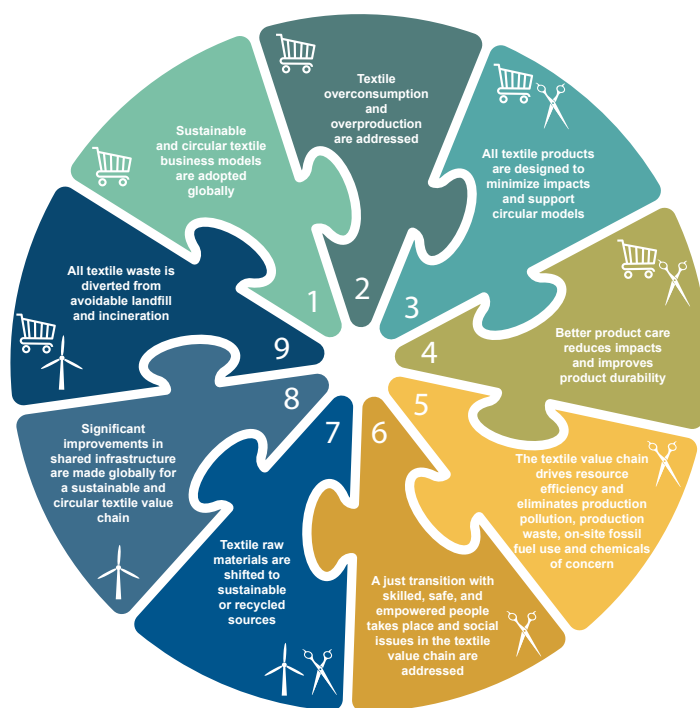 Sustainable
and circular textile
business models
are adopted
globally
1
Textile
overconsumption
and
overproduction
are addressed
2
All textile products
are designed to
minimize impacts
and support
circular models
3
Better product care
reduces impacts
and improves
product durability
4
The textile value chain
drives resource
efficiency and
eliminates production
pollution, production
waste, on-site fossil
fuel use and chemicals
of concern
5
A just transition with
skilled, safe, and
empowered people
takes place and social
issues in the textile
value chain are
addressed
6
Textile raw
materials are
shifted to
sustainable
or recycled
sources
7
Significant
improvements in
shared infrastructure
are made globally for
a sustainable and
circular textile value
chain
8
All textile waste is
diverted from
avoidable landfill
and incineration
9